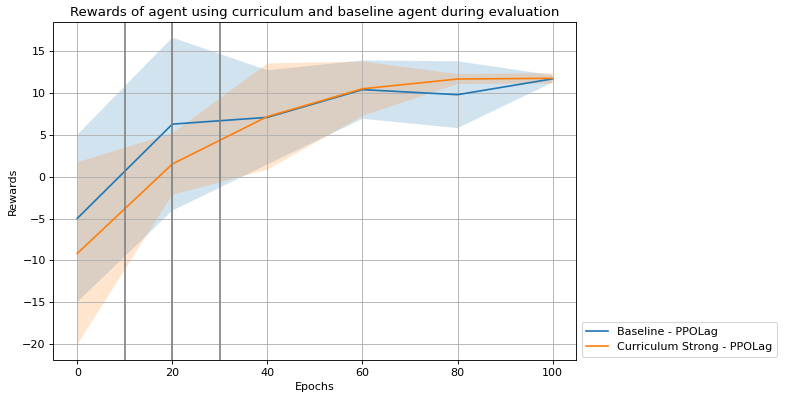 Rewards of agent using curriculum and baseline agent during evaluation
15
10
5
0
−5
−10
−15
−20
Rewards
0 20 40 60 80 100
Epochs
Baseline - PPOLag
Curriculum Strong - PPOLag